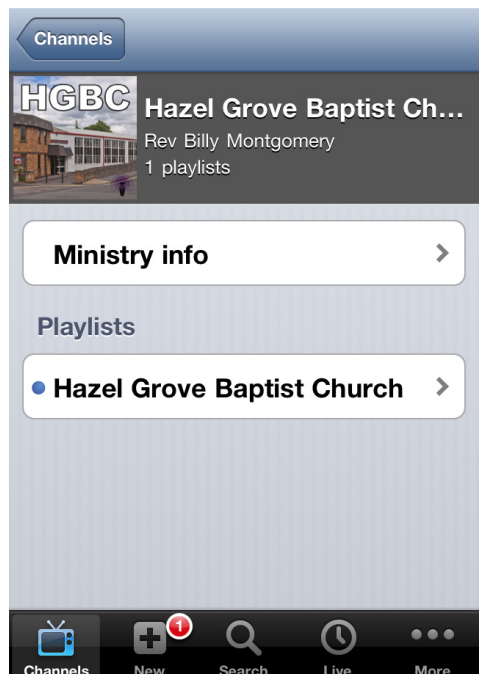 Channels
HGBC
Hazel Grove Baptist Ch...
Rev Billy Montgomery
1 playlists
Ministry info
Playlists
Hazel Grove Baptist Church
1
Channels
New
Search
Live
More